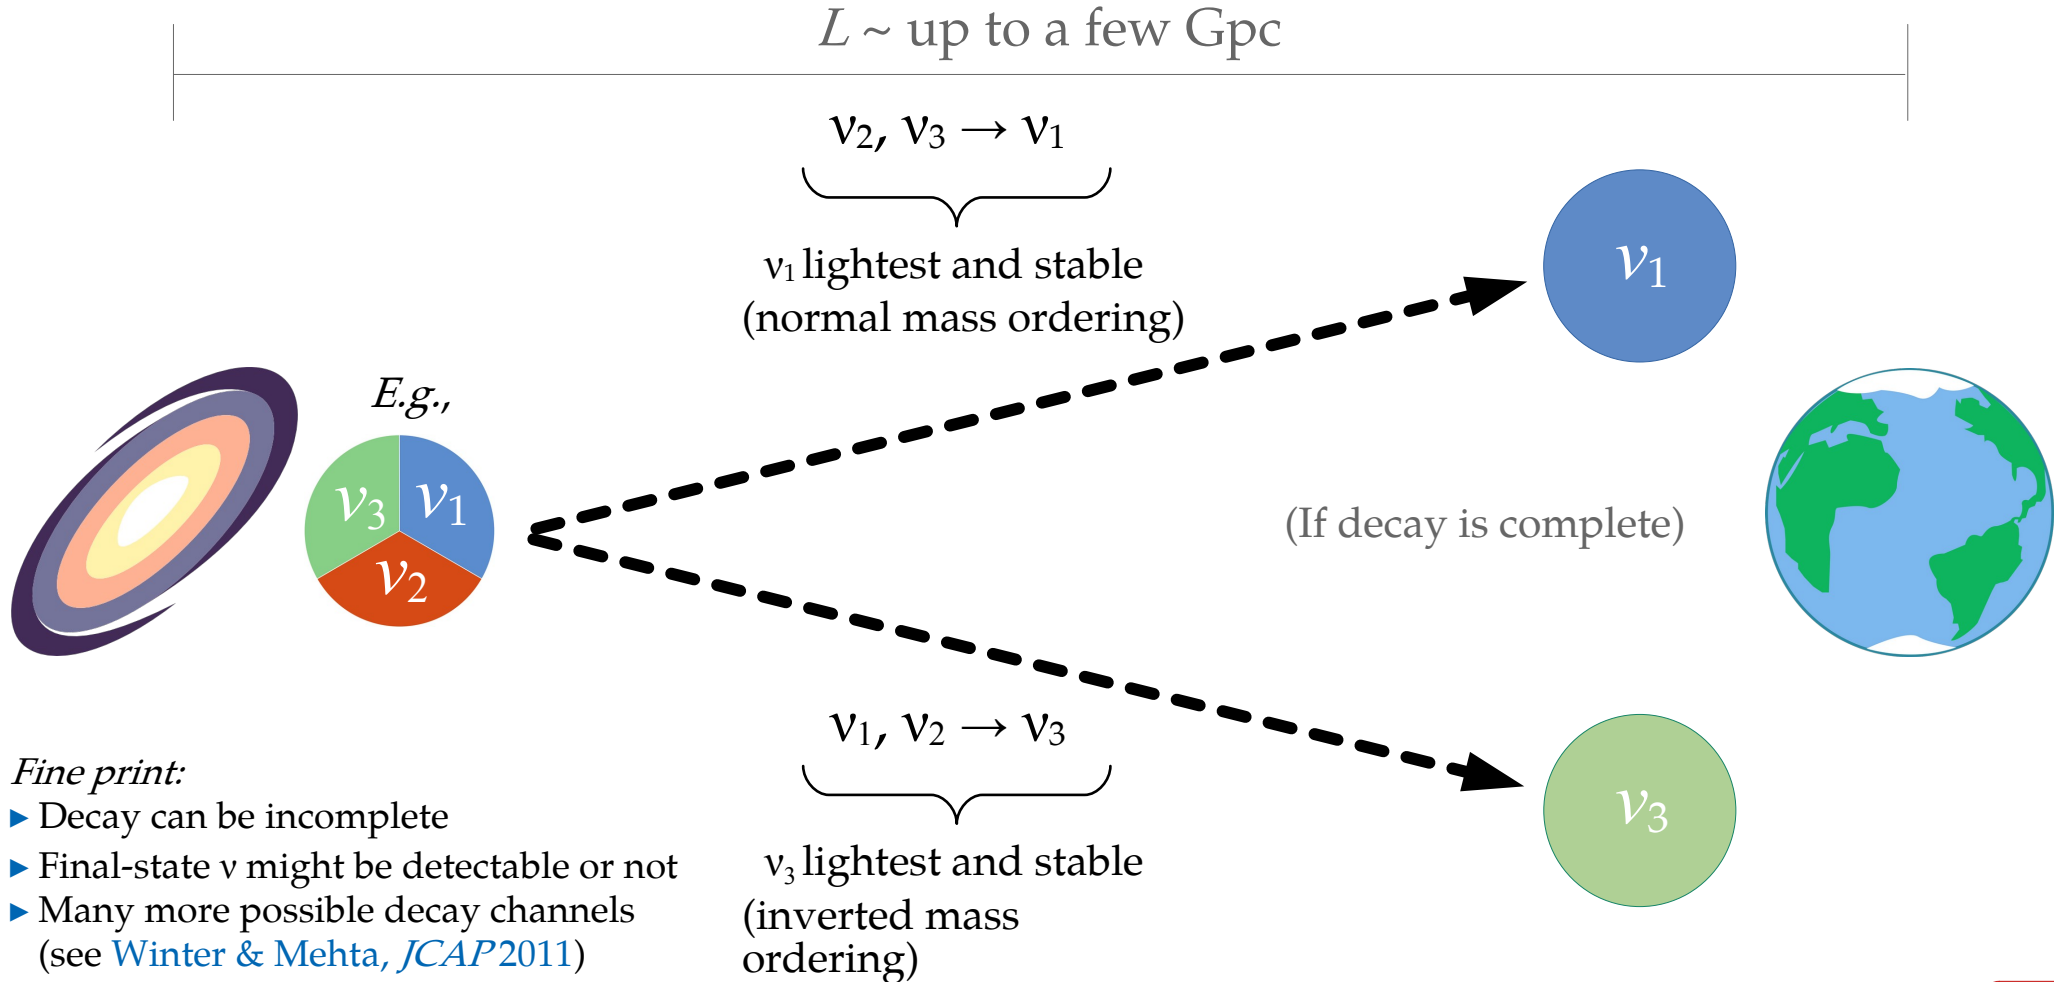 L ~ up to a few Gpc
ν₂, ν₃ → ν₁
ν₁ lightest and stable
(normal mass ordering)
ν₁
E.g.,
ν₃ ν₁
ν₂
(If decay is complete)
ν₁, ν₂ → ν₃
ν₃ lightest and stable
(inverted mass
ordering)
ν₃
Fine print:
▸ Decay can be incomplete
▸ Final-state ν might be detectable or not
▸ Many more possible decay channels
(see Winter & Mehta, JCAP 2011)